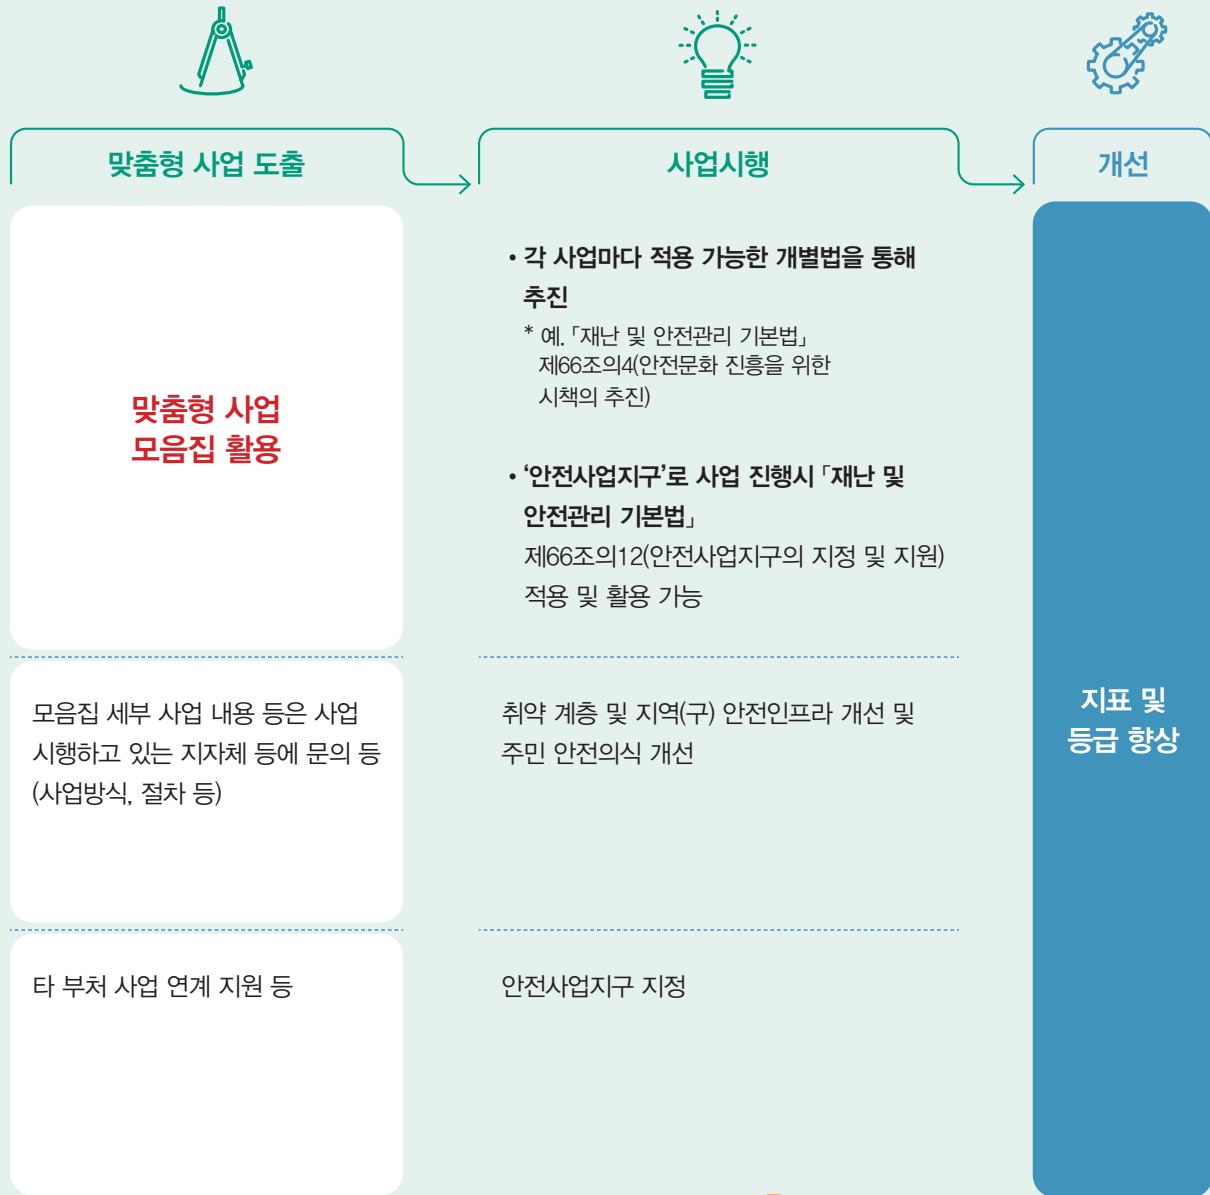 맞춤형 사업 도출
사업시행
개선
맞춤형 사업
모음집 활용
• 각 사업마다 적용 가능한 개별법을 통해
추진
* 예. 「재난 및 안전관리 기본법」
제66조의4(안전문화 진흥을 위한
시책의 추진)
• ‘안전사업지구’로 사업 진행시 「재난 및
안전관리 기본법」
제66조의12(안전사업지구의 지정 및 지원)
적용 및 활용 가능
모음집 세부 사업 내용 등은 사업
시행하고 있는 지자체 등에 문의 등
(사업방식, 절차 등)
취약 계층 및 지역(구) 안전인프라 개선 및
주민 안전의식 개선
타 부처 사업 연계 지원 등
안전사업지구 지정
지표 및
등급 향상